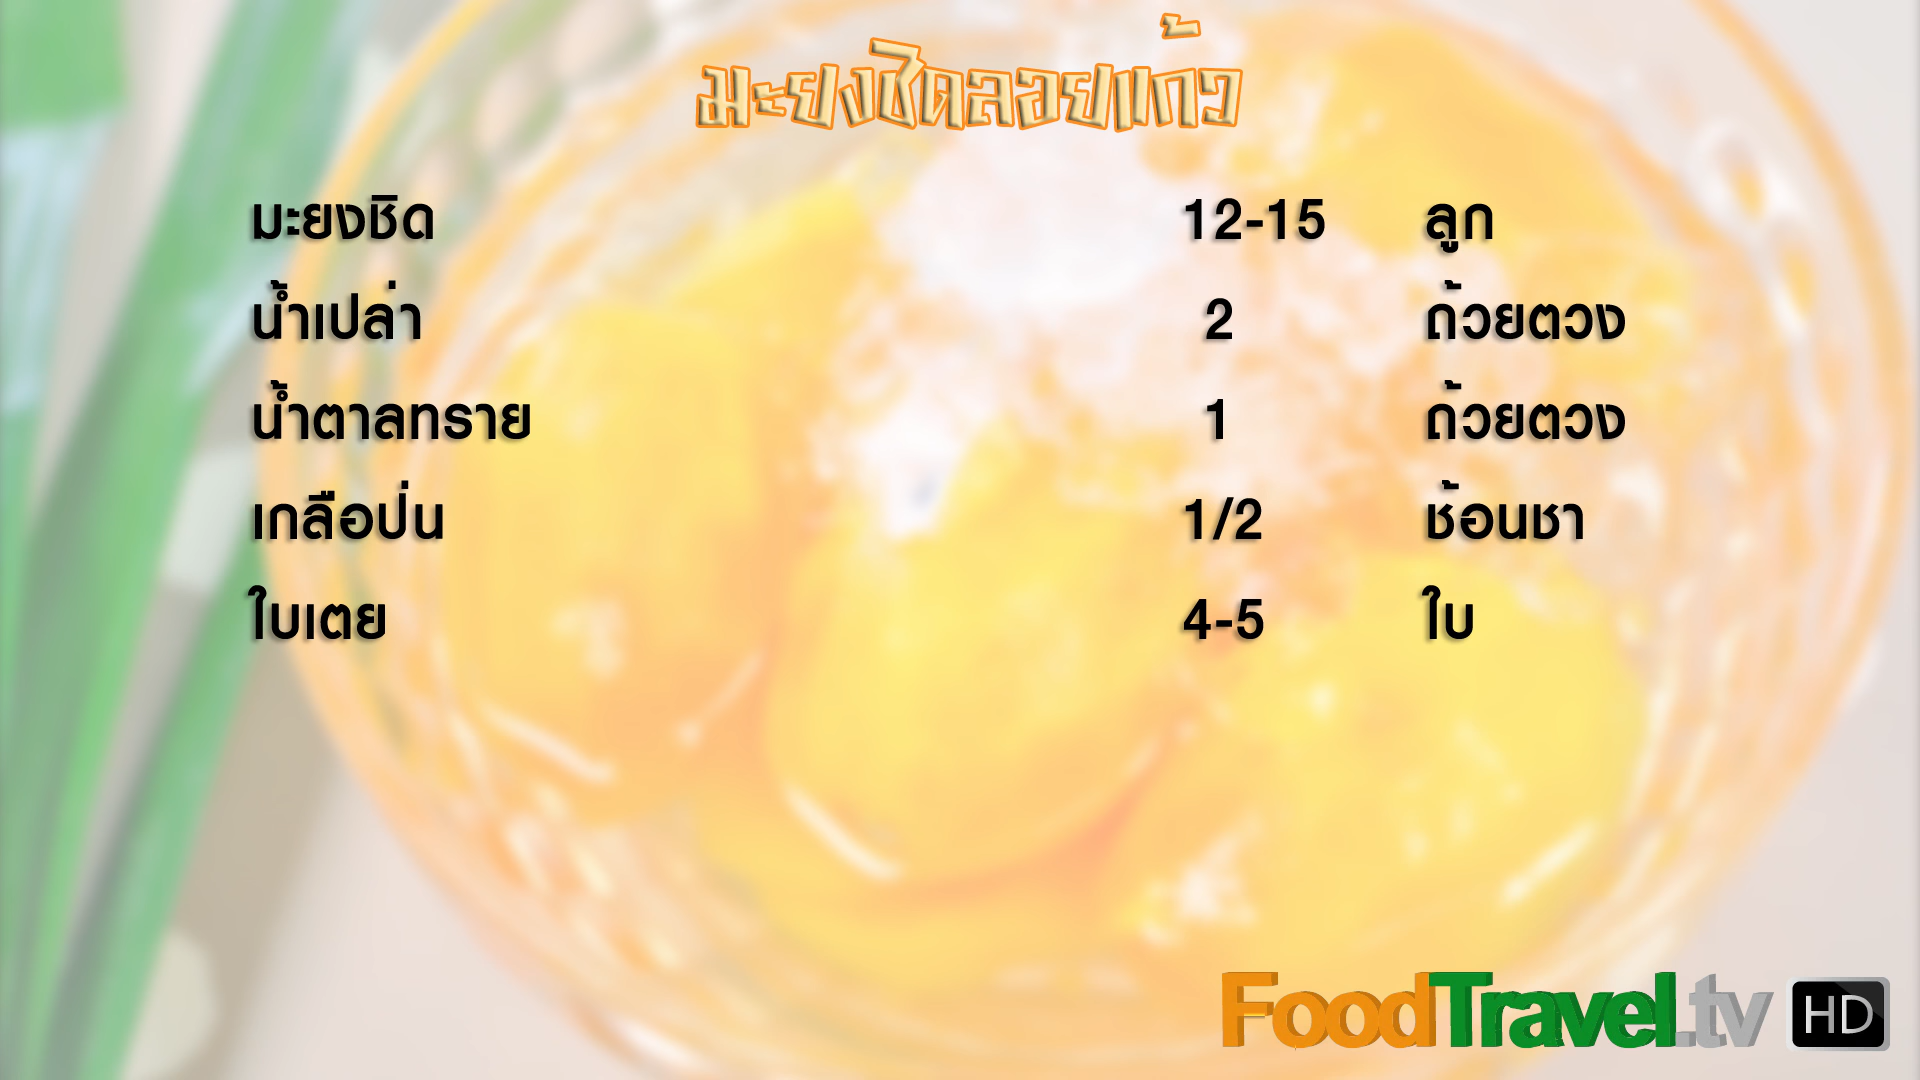 มะยงชิดลอยแก้ว
มะยงชิด 12-15 ลูก
น้ำเปล่า 2 ถ้วยตวง
น้ำตาลทราย 1 ถ้วยตวง
เกลือป่น 1/2 ช้อนชา
ใบเตย 4-5 ใบ
FoodTravel.tv HD